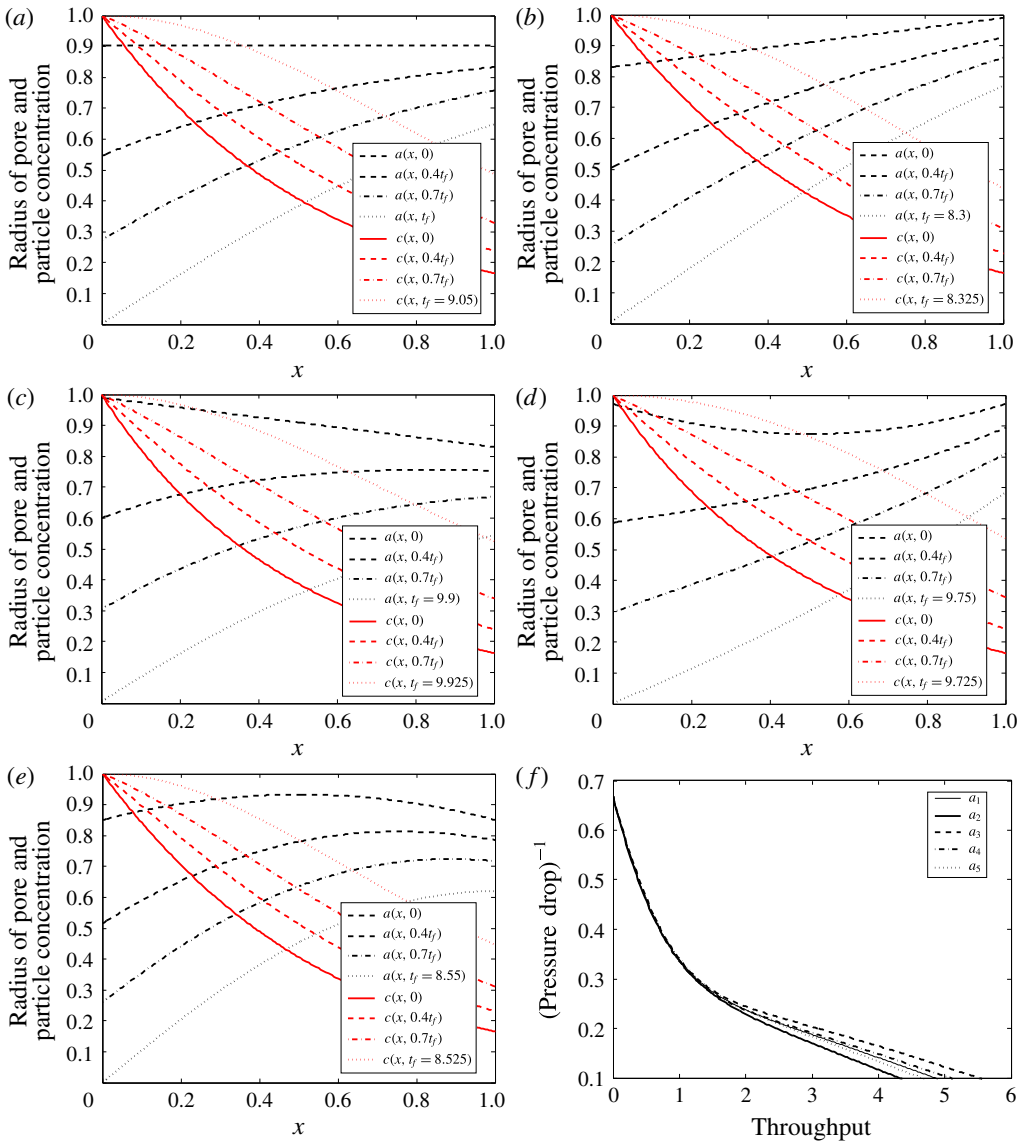 (a)
Radius of pore and
particle concentration
1.0
0.9
0.8
0.7
0.6
0.5
0.4
0.3
0.2
0.1
0
0.2
0.4
0.6
0.8
1.0
x
a(x, 0)
a(x, 0.4t_f)
a(x, 0.7t_f)
a(x, t_f)
c(x, 0)
c(x, 0.4t_f)
c(x, 0.7t_f)
c(x, t_f = 9.05)
(b)
Radius of pore and
particle concentration
1.0
0.9
0.8
0.7
0.6
0.5
0.4
0.3
0.2
0.1
0
0.2
0.4
0.6
0.8
1.0
x
a(x, 0)
a(x, 0.4t_f)
a(x, 0.7t_f)
a(x, t_f = 8.3)
c(x, 0)
c(x, 0.4t_f)
c(x, 0.7t_f)
c(x, t_f = 8.325)
(c)
Radius of pore and
particle concentration
1.0
0.9
0.8
0.7
0.6
0.5
0.4
0.3
0.2
0.1
0
0.2
0.4
0.6
0.8
1.0
x
a(x, 0)
a(x, 0.4t_f)
a(x, 0.7t_f)
a(x, t_f = 9.9)
c(x, 0)
c(x, 0.4t_f)
c(x, 0.7t_f)
c(x, t_f = 9.925)
(d)
Radius of pore and
particle concentration
1.0
0.9
0.8
0.7
0.6
0.5
0.4
0.3
0.2
0.1
0
0.2
0.4
0.6
0.8
1.0
x
a(x, 0)
a(x, 0.4t_f)
a(x, 0.7t_f)
a(x, t_f = 9.75)
c(x, 0)
c(x, 0.4t_f)
c(x, 0.7t_f)
c(x, t_f = 9.725)
(e)
Radius of pore and
particle concentration
1.0
0.9
0.8
0.7
0.6
0.5
0.4
0.3
0.2
0.1
0
0.2
0.4
0.6
0.8
1.0
x
a(x, 0)
a(x, 0.4t_f)
a(x, 0.7t_f)
a(x, t_f = 8.55)
c(x, 0)
c(x, 0.4t_f)
c(x, 0.7t_f)
c(x, t_f = 8.525)
(f)
(Pressure drop)⁻¹
0.7
0.6
0.5
0.4
0.3
0.2
0.1
0
1
2
3
4
5
6
Throughput
a₁
a₂
a₃
a₄
a₅